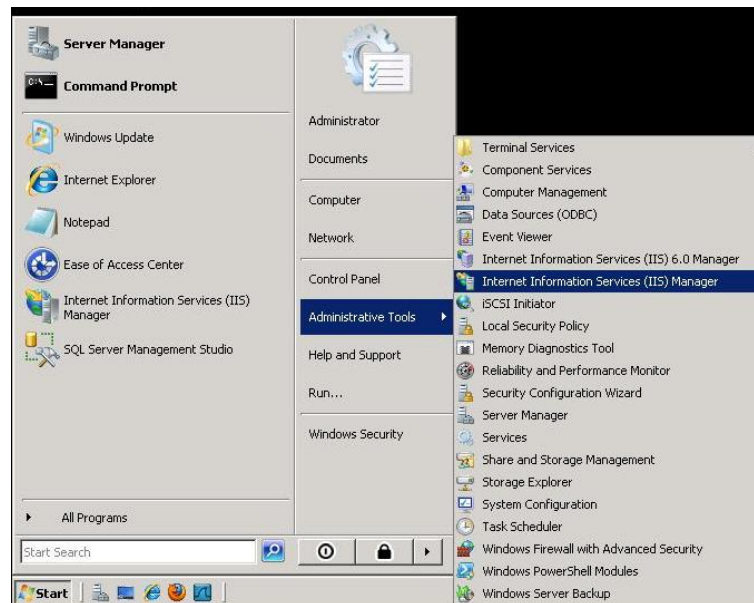 Server Manager
Command Prompt
Windows Update
Internet Explorer
Notepad
Ease of Access Center
Internet Information Services (IIS)
Manager
SQL Server Management Studio
All Programs
Start Search
Start
Administrator
Documents
Computer
Network
Control Panel
Administrative Tools
Help and Support
Run...
Windows Security
Terminal Services
Component Services
Computer Management
Data Sources (ODBC)
Event Viewer
Internet Information Services (IIS) 6.0 Manager
Internet Information Services (IIS) Manager
iSCSI Initiator
Local Security Policy
Memory Diagnostics Tool
Reliability and Performance Monitor
Security Configuration Wizard
Server Manager
Services
Share and Storage Management
Storage Explorer
System Configuration
Task Scheduler
Windows Firewall with Advanced Security
Windows PowerShell Modules
Windows Server Backup